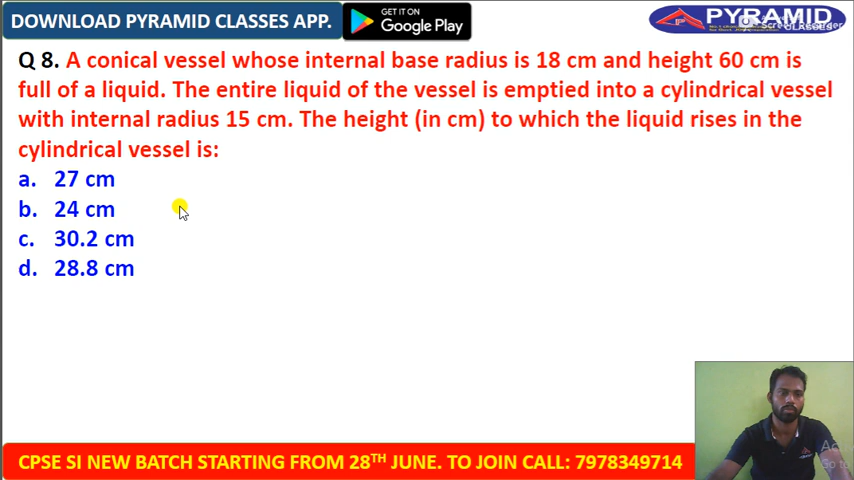 DOWNLOAD PYRAMID CLASSES APP.
GET IT ON
Google Play
PYRAMID
CLASSES
Q 8. A conical vessel whose internal base radius is 18 cm and height 60 cm is
full of a liquid. The entire liquid of the vessel is emptied into a cylindrical vessel
with internal radius 15 cm. The height (in cm) to which the liquid rises in the
cylindrical vessel is:
a. 27 cm
b. 24 cm
c. 30.2 cm
d. 28.8 cm
CPSE SI NEW BATCH STARTING FROM 28TH JUNE. TO JOIN CALL: 7978349714